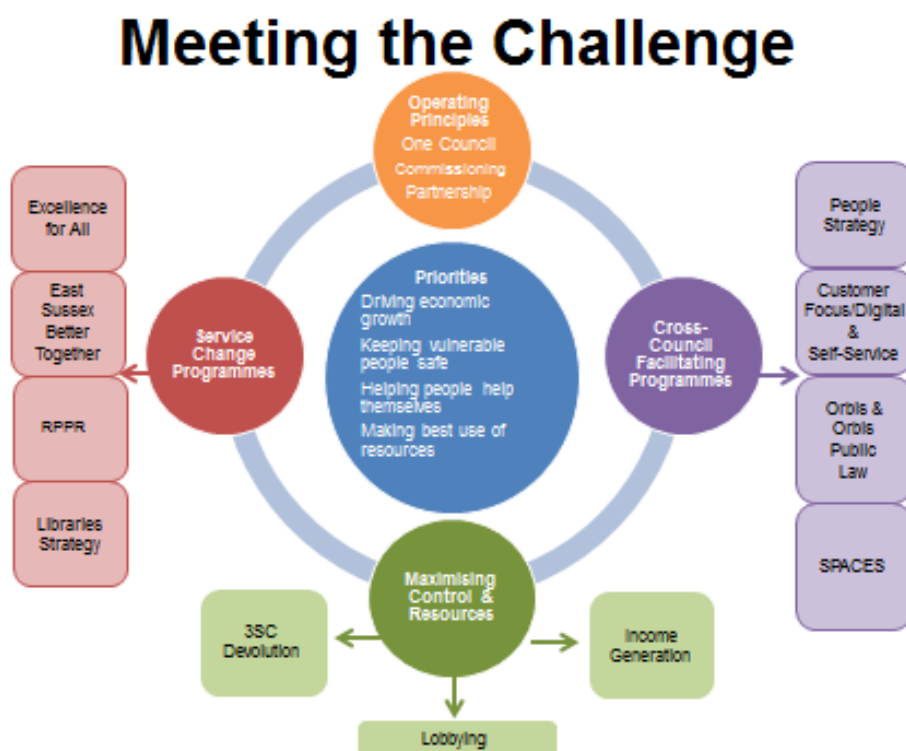 Meeting the Challenge
Operating
Principles
One Council
Commissioning
Partnership
Excellence
for All
East
Sussex
Better
Together
RPPR
Libraries
Strategy
Service
Change
Programmes
Priorities
Driving economic
growth
Keeping vulnerable
people safe
Helping people help
themselves
Making best use of
resources
Cross-
Council
Facilitating
Programmes
People
Strategy
Customer
Focus/Digital
&
Self-Service
Orbis &
Orbis
Public
Law
SPACES
Maximising
Control &
Resources
3SC
Devolution
Income
Generation
Lobbying